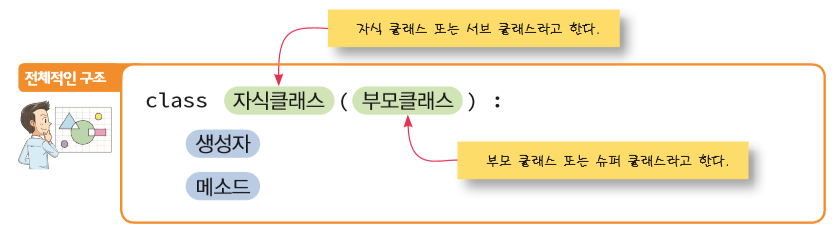 자식 클래스 또는 서브 클래스라고 한다.
전체적인 구조
class 자식클래스 ( 부모클래스 ) :
생성자
부모 클래스 또는 슈퍼 클래스라고 한다.
메소드